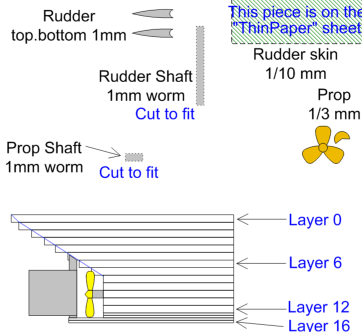 Rudder
top.bottom 1mm
This piece is on the
"ThinPaper" sheet
Rudder skin
1/10 mm
Rudder Shaft
1mm worm
Cut to fit
Prop
1/3 mm
Prop Shaft
1mm worm
Cut to fit
Layer 0
Layer 6
Layer 12
Layer 16